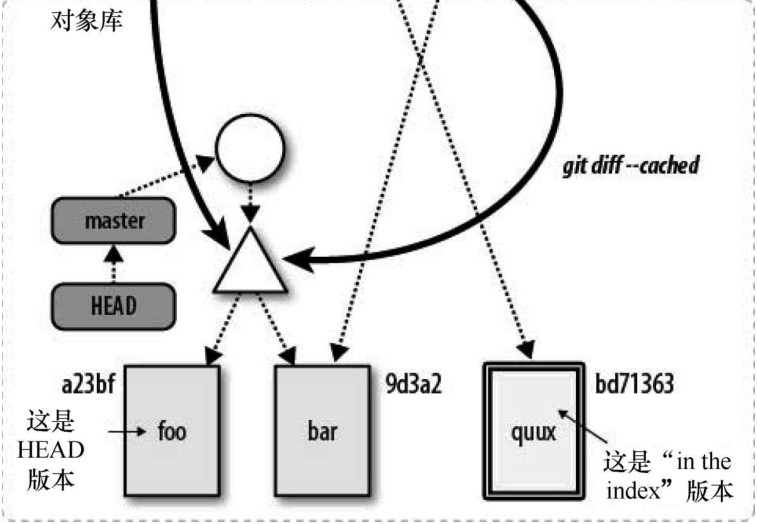 对象库
git diff --cached
master
HEAD
a23bf
9d3a2
bd71363
这是
HEAD
版本
foo
bar
quux
这是“in the
index”版本